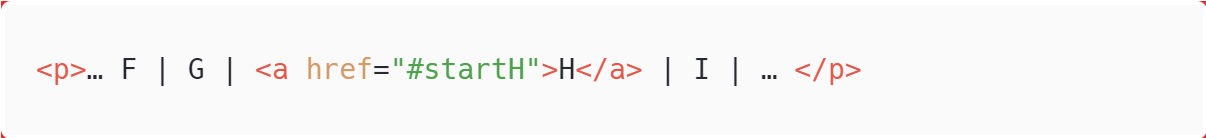 <p>… F | G | <a href="#startH">H</a> | I | … </p>